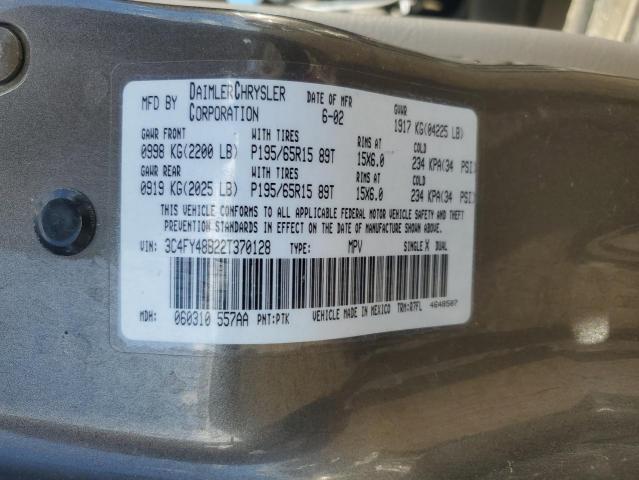 MFD BY DAIMLERCHRYSLER CORPORATION DATE OF MFR 6-02 GVWR 1917 KG(04225 LB)
GAWR FRONT WITH TIRES RIMS AT COLD
0998 KG(2200 LB) P195/65R15 89T 15X6.0 234 KPA(34 PSI)
GAWR REAR WITH TIRES RIMS AT COLD
0919 KG(2025 LB) P195/65R15 89T 15X6.0 234 KPA(34 PSI)
THIS VEHICLE CONFORMS TO ALL APPLICABLE FEDERAL MOTOR VEHICLE SAFETY AND THEFT
PREVENTION STANDARDS IN EFFECT ON THE DATE OF MANUFACTURE SHOWN ABOVE.
VIN: 3C4FY48B22T370128 TYPE: MPV SINGLE X DUAL
MDH: 060310 557AA PNT:PTK VEHICLE MADE IN MEXICO TRM:R7FL 4648507